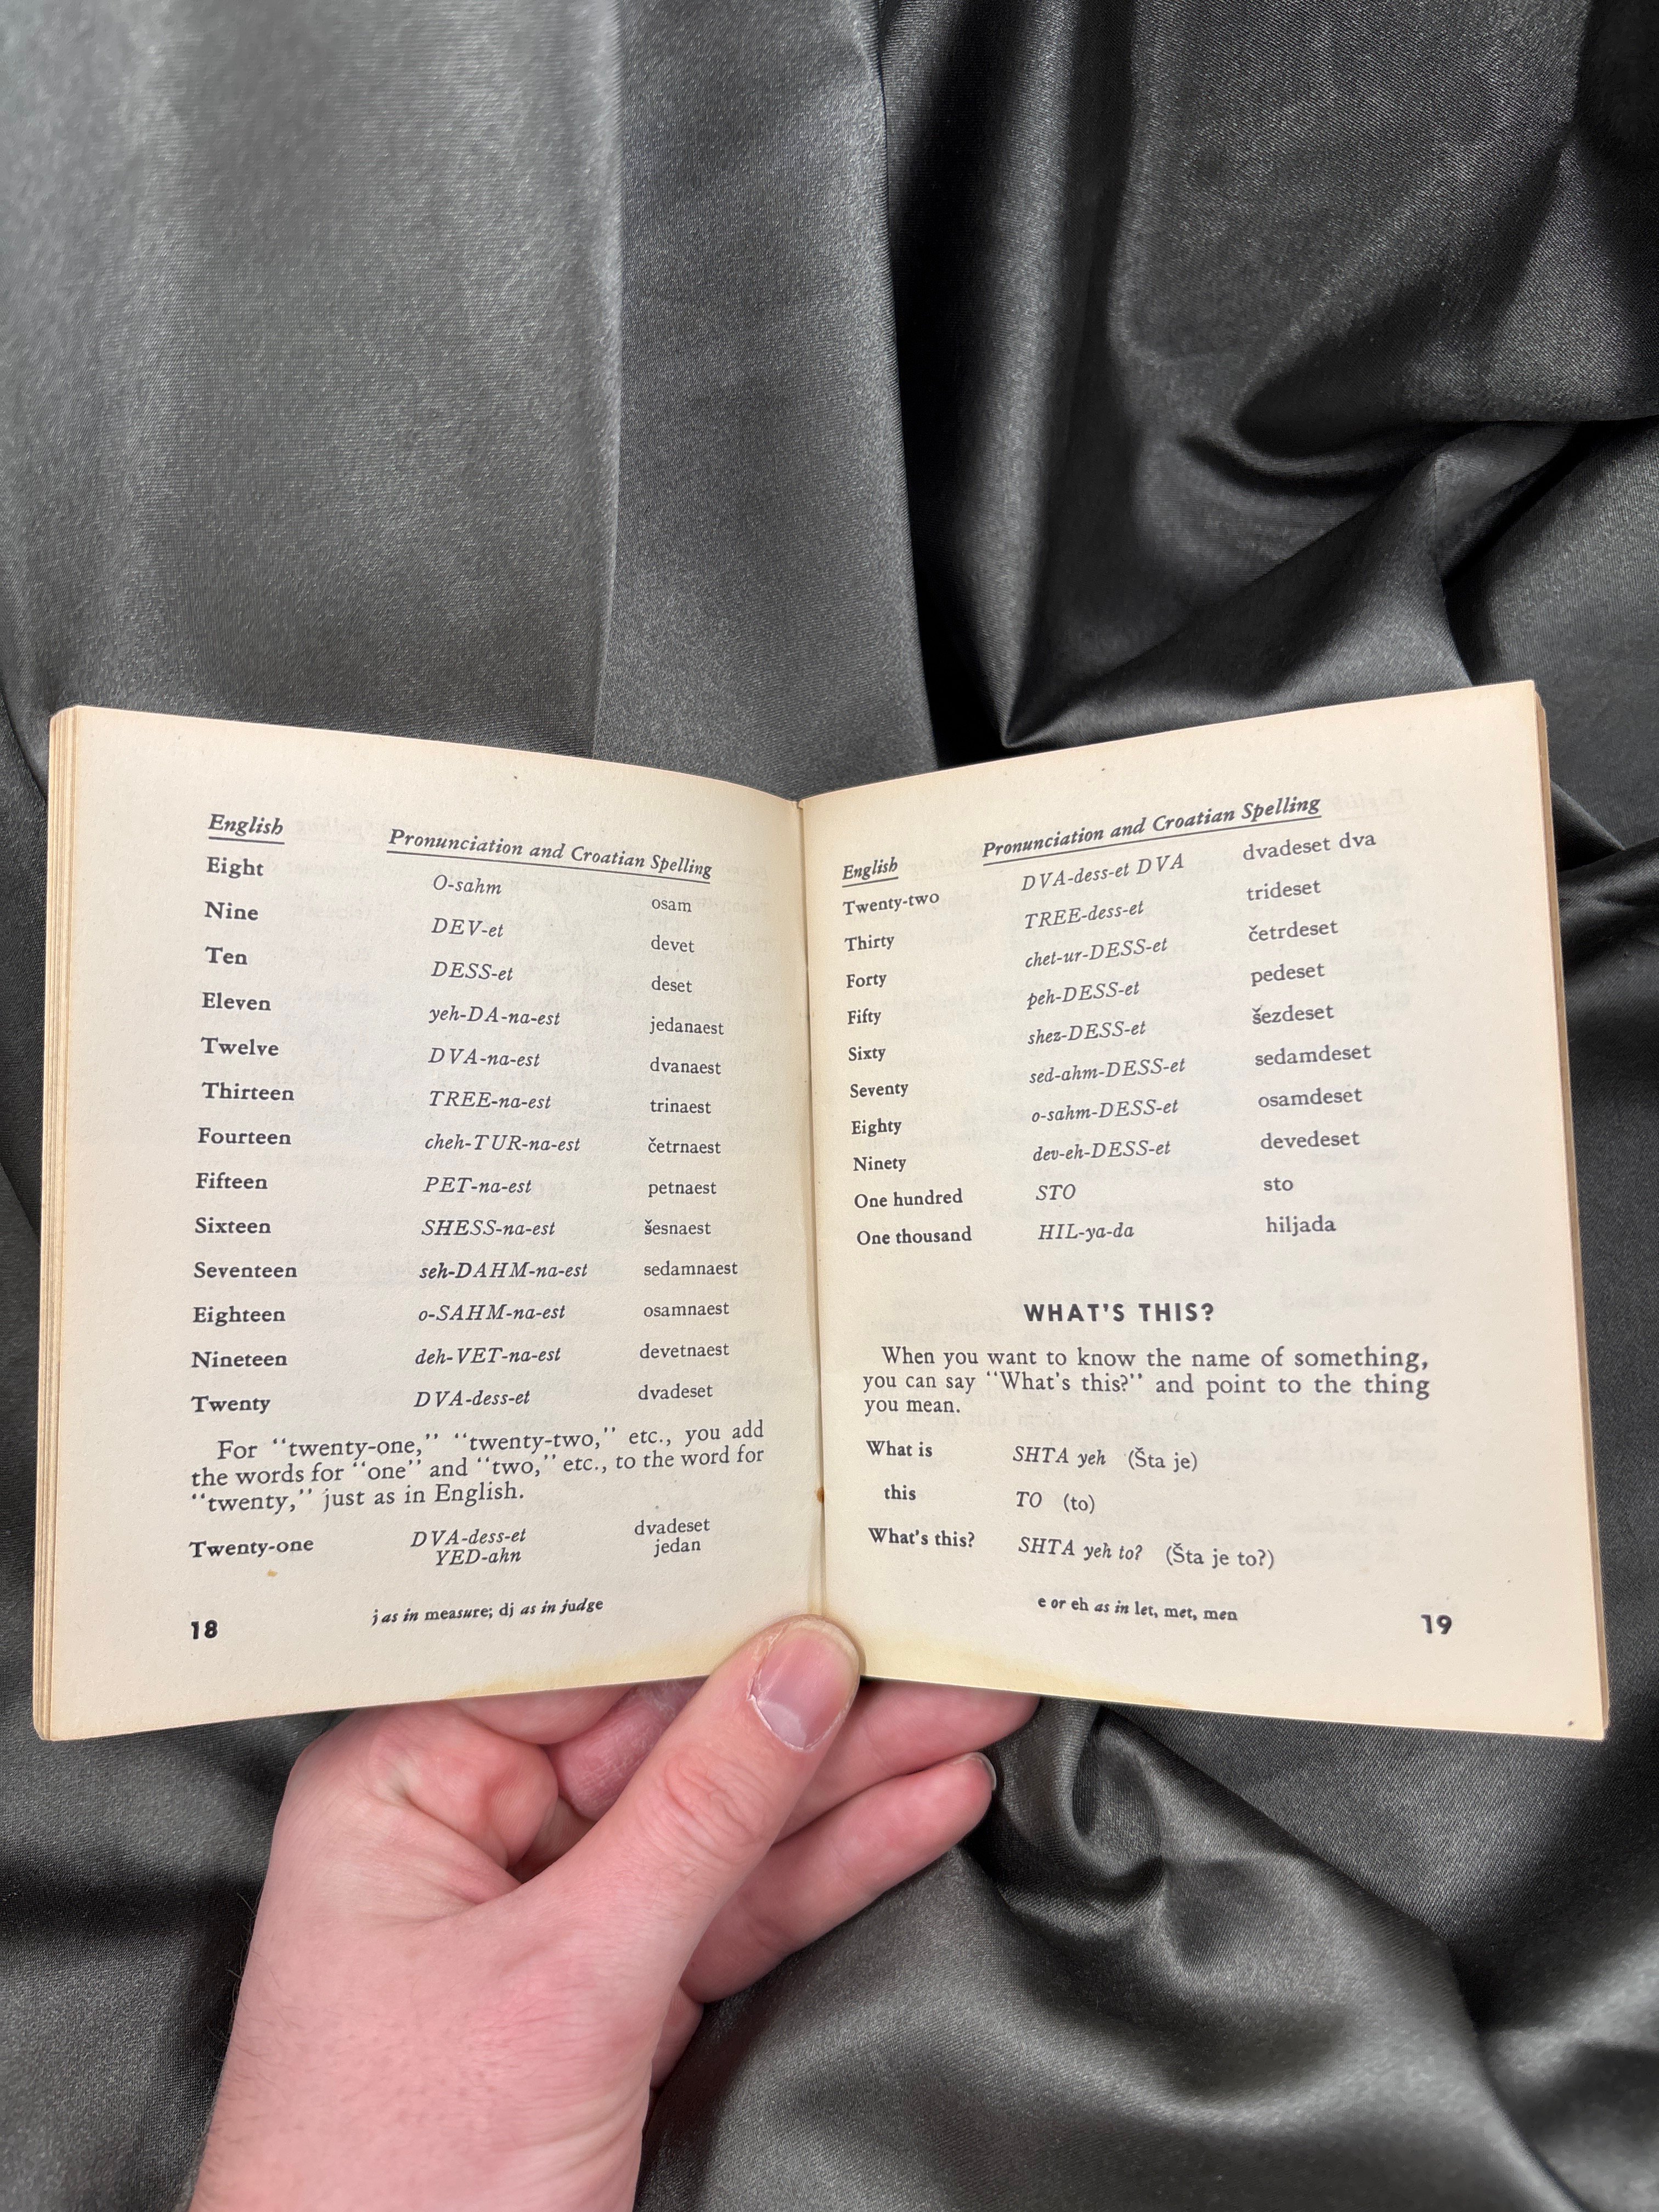 English Pronunciation and Croatian Spelling
Eight O-sahm osam
Nine DEV-et devet
Ten DESS-et deset
Eleven yeh-DA-na-est jedanaest
Twelve DVA-na-est dvanaest
Thirteen TREE-na-est trinaest
Fourteen cheh-TUR-na-est četrnaest
Fifteen PET-na-est petnaest
Sixteen SHESS-na-est šesnaest
Seventeen seh-DAHM-na-est sedamnaest
Eighteen o-SAHM-na-est osamnaest
Nineteen deh-VET-na-est devetnaest
Twenty DVA-dess-et dvadeset
For "twenty-one," "twenty-two," etc., you add
the words for "one" and "two," etc., to the word for
"twenty," just as in English.
Twenty-one DVA-dess-et dvadeset
YED-ahn jedan
j as in measure; dj as in judge
18
English Pronunciation and Croatian Spelling
Twenty-two DVA-dess-et DVA dvadeset dva
Thirty TREE-dess-et trideset
Forty chet-ur-DESS-et četrdeset
Fifty peh-DESS-et pedeset
Sixty shez-DESS-et šezdeset
Seventy sed-ahm-DESS-et sedamdeset
Eighty o-sahm-DESS-et osamdeset
Ninety dev-eh-DESS-et devedeset
One hundred STO sto
One thousand HIL-ya-da hiljada
WHAT'S THIS?
When you want to know the name of something,
you can say "What's this?" and point to the thing
you mean.
What is SHTA yeh (Šta je)
this TO (to)
What's this? SHTA yeh to? (Šta je to?)
e or eh as in let, met, men
19